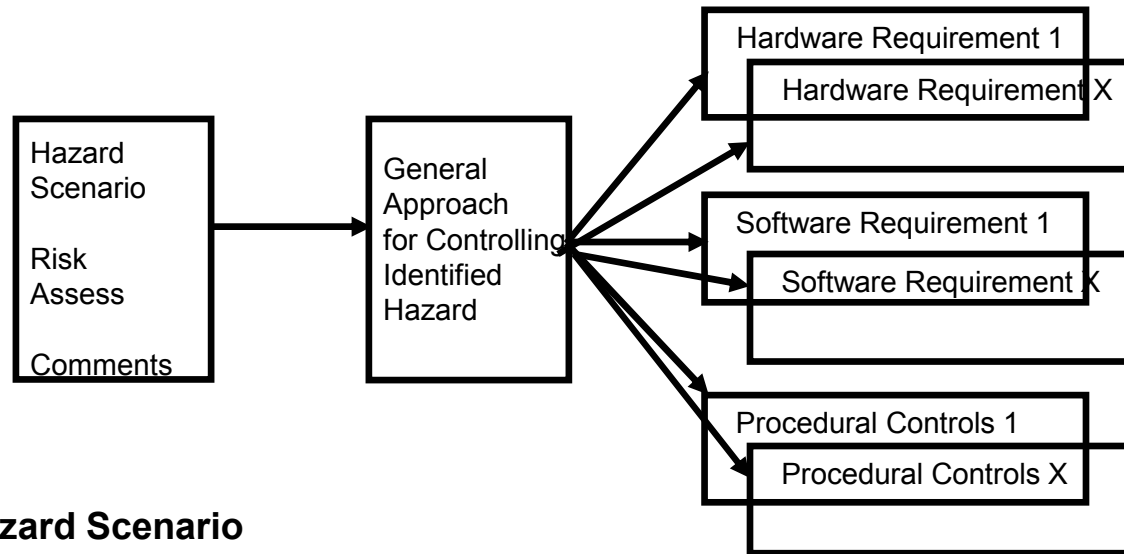 Hazard
Scenario
Risk
Assess
Comments
General
Approach
for Controlling
Identified
Hazard
Hardware Requirement 1
Hardware Requirement X
Software Requirement 1
Software Requirement X
Procedural Controls 1
Procedural Controls X
zard Scenario